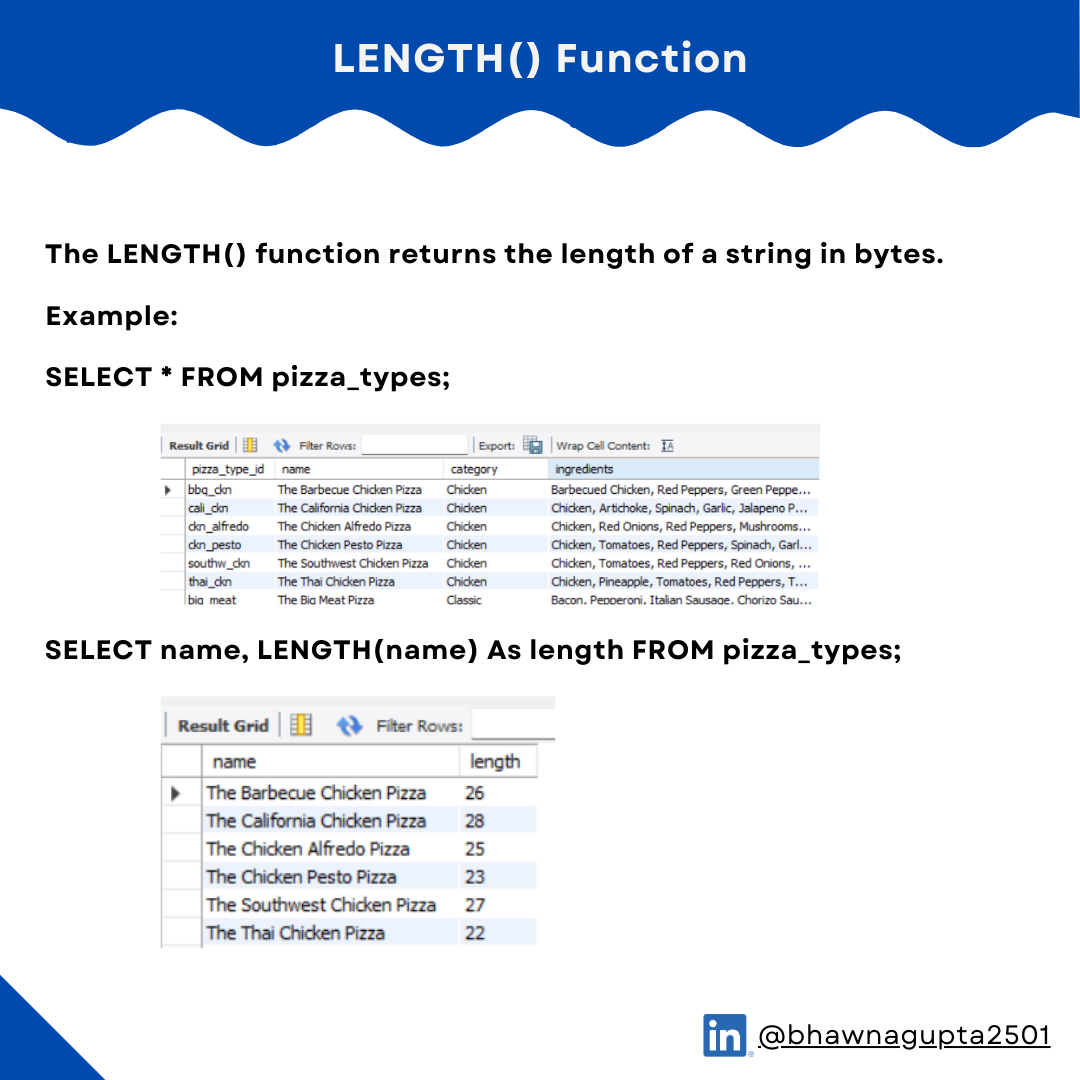 LENGTH() Function
The LENGTH() function returns the length of a string in bytes.
Example:
SELECT * FROM pizza_types;
Result Grid Filter Rows: Export: Wrap Cell Content: IA
pizza_type_id name category ingredients
bbq_ckn The Barbecue Chicken Pizza Chicken Barbecued Chicken, Red Peppers, Green Peppe...
cali_ckn The California Chicken Pizza Chicken Chicken, Artichoke, Spinach, Garlic, Jalapeno P...
ckn_alfredo The Chicken Alfredo Pizza Chicken Chicken, Red Onions, Red Peppers, Mushrooms...
ckn_pesto The Chicken Pesto Pizza Chicken Chicken, Tomatoes, Red Peppers, Spinach, Garl...
southw_ckn The Southwest Chicken Pizza Chicken Chicken, Tomatoes, Red Peppers, Red Onions, ...
thai_ckn The Thai Chicken Pizza Chicken Chicken, Pineapple, Tomatoes, Red Peppers, T...
big_meat The Big Meat Pizza Classic Bacon, Pepperoni, Italian Sausage, Chorizo Sau...
SELECT name, LENGTH(name) As length FROM pizza_types;
Result Grid Filter Rows:
name length
The Barbecue Chicken Pizza 26
The California Chicken Pizza 28
The Chicken Alfredo Pizza 25
The Chicken Pesto Pizza 23
The Southwest Chicken Pizza 27
The Thai Chicken Pizza 22
in @bhawnagupta2501